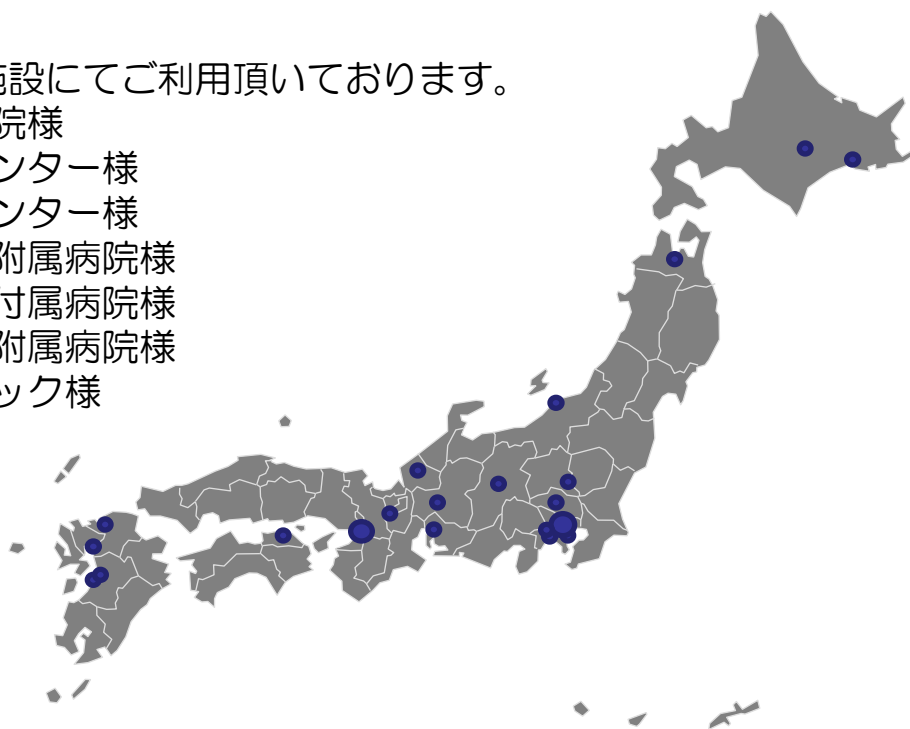 施設にてご利用頂いております。
院様
ンター様
ンター様
附属病院様
付属病院様
附属病院様
ック様